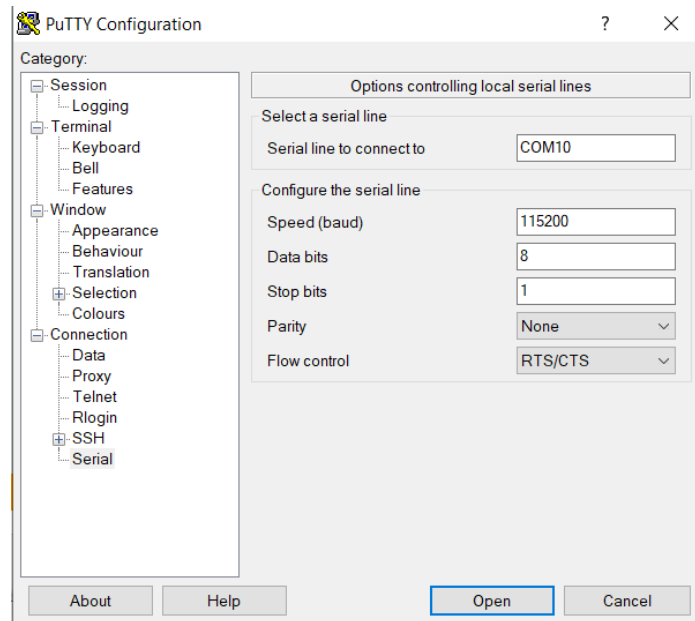 PuTTY Configuration
Category:
Session
Logging
Terminal
Keyboard
Bell
Features
Window
Appearance
Behaviour
Translation
Selection
Colours
Connection
Data
Proxy
Telnet
Rlogin
SSH
Serial
Options controlling local serial lines
Select a serial line
Serial line to connect to COM10
Configure the serial line
Speed (baud) 115200
Data bits 8
Stop bits 1
Parity None
Flow control RTS/CTS
About Help Open Cancel